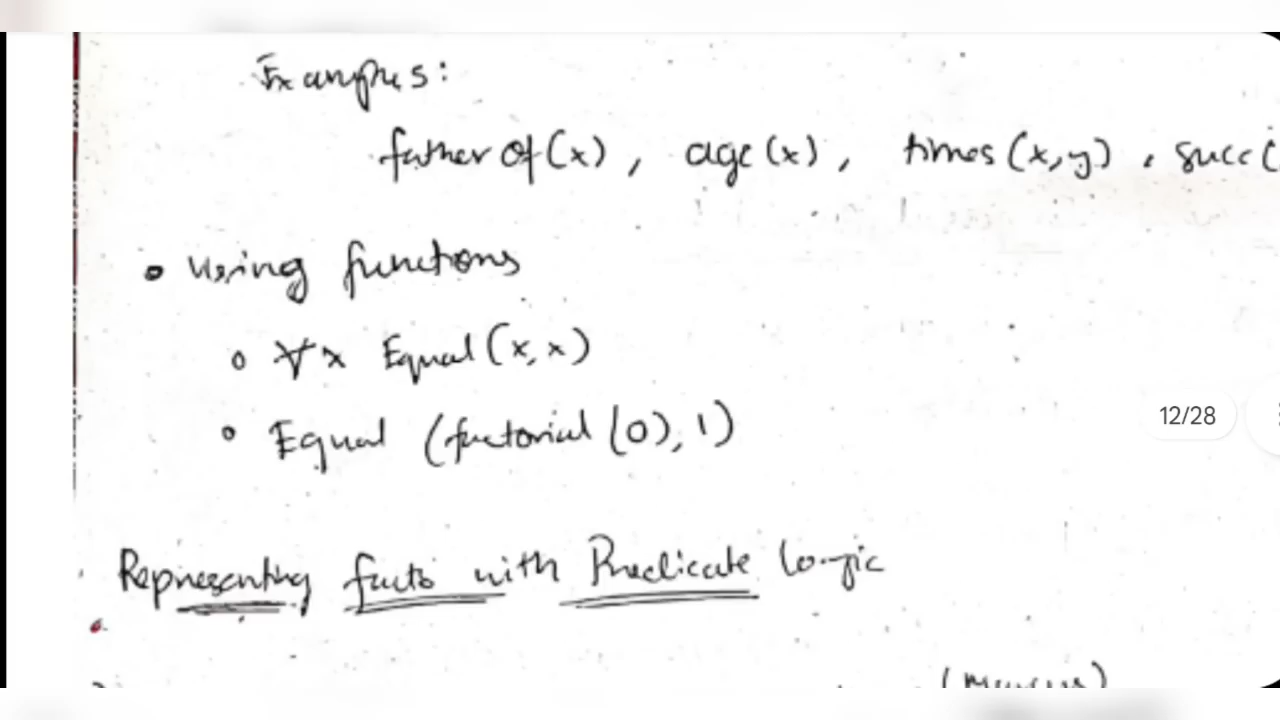 Examples:
father of (x), age (x), times (x, y), succ (
• Using functions
o ∀x Equal (x, x)
o Equal (factorial (0), 1)
12/28
Representing facts with Predicate logic
(Marcus)